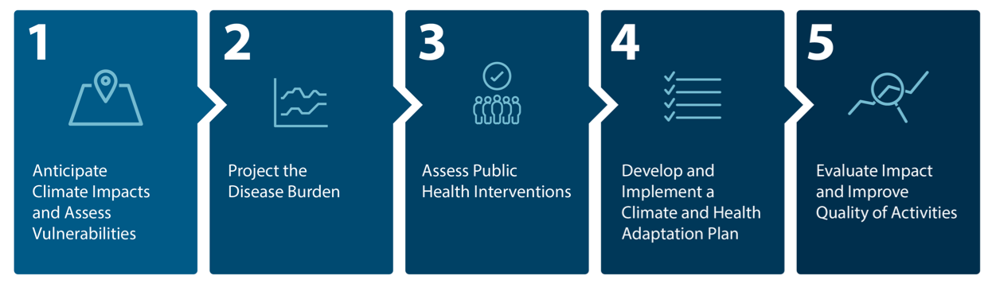 1
Anticipate
Climate Impacts
and Assess
Vulnerabilities
2
Project the
Disease Burden
3
Assess Public
Health Interventions
4
Develop and
Implement a
Climate and Health
Adaptation Plan
5
Evaluate Impact
and Improve
Quality of Activities